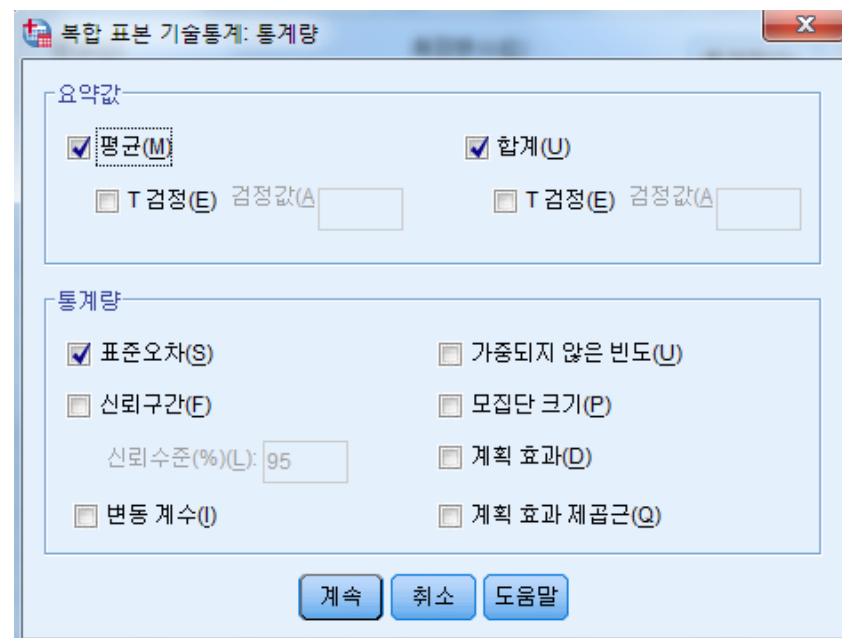 복합 표본 기술통계: 통계량
요약값
평균(M) 합계(U)
T 검정(E) 검정값(A T 검정(E) 검정값(A
통계량
표준오차(S) 가중되지 않은 빈도(U)
신뢰구간(F) 모집단 크기(P)
신뢰수준(%)(L): 95 계획 효과(D)
변동 계수(I) 계획 효과 제곱근(Q)
계속 취소 도움말